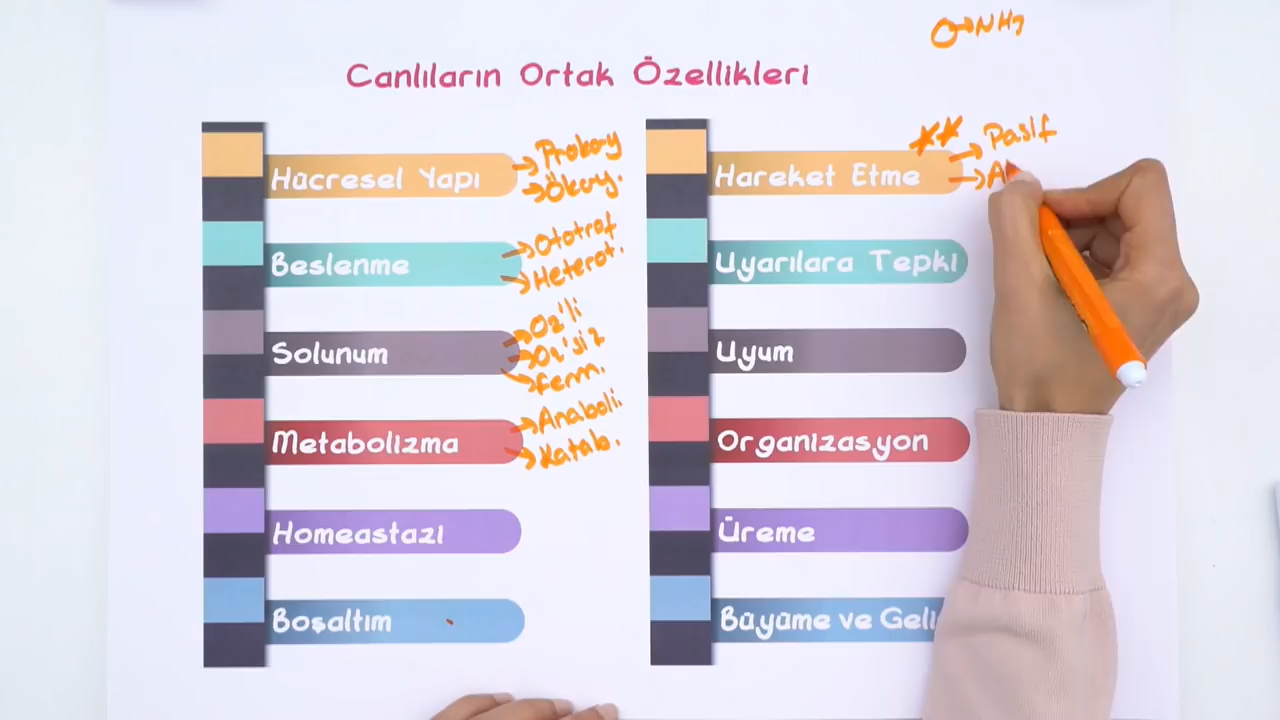 O→NH3
Canlıların Ortak Özellikleri
Hücresel Yapı
→Prokary
→Ökary.
Beslenme
→Ototrof
→Heterot.
Solunum
→O2'li
→O2'siz
→Ferm.
Metabolizma
→Anaboli.
→Katab.
Homeastazi
Boşaltım
Hareket Etme
** →Pasif
→A
Uyarılara Tepki
Uyum
Organizasyon
Üreme
Büyüme ve Geli